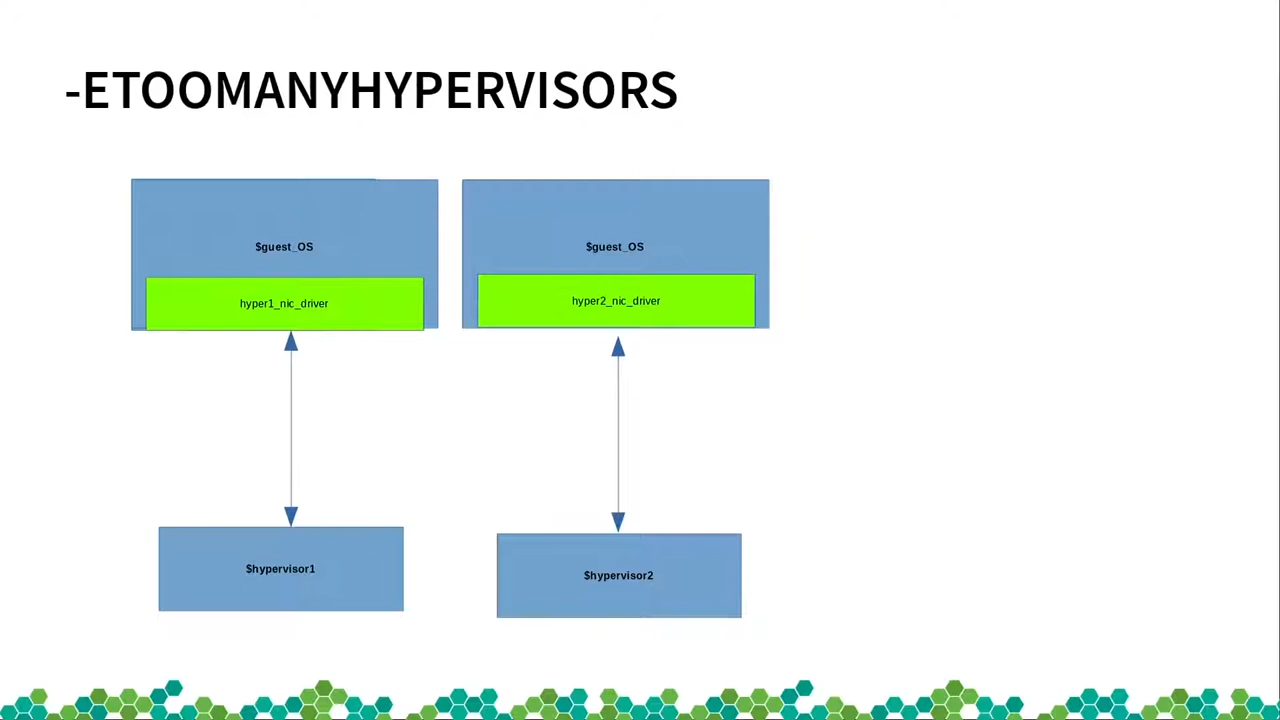 -ETOOMANYHYPERVISORS
$guest_OS
hyper1_nic_driver
$guest_OS
hyper2_nic_driver
$hypervisor1
$hypervisor2